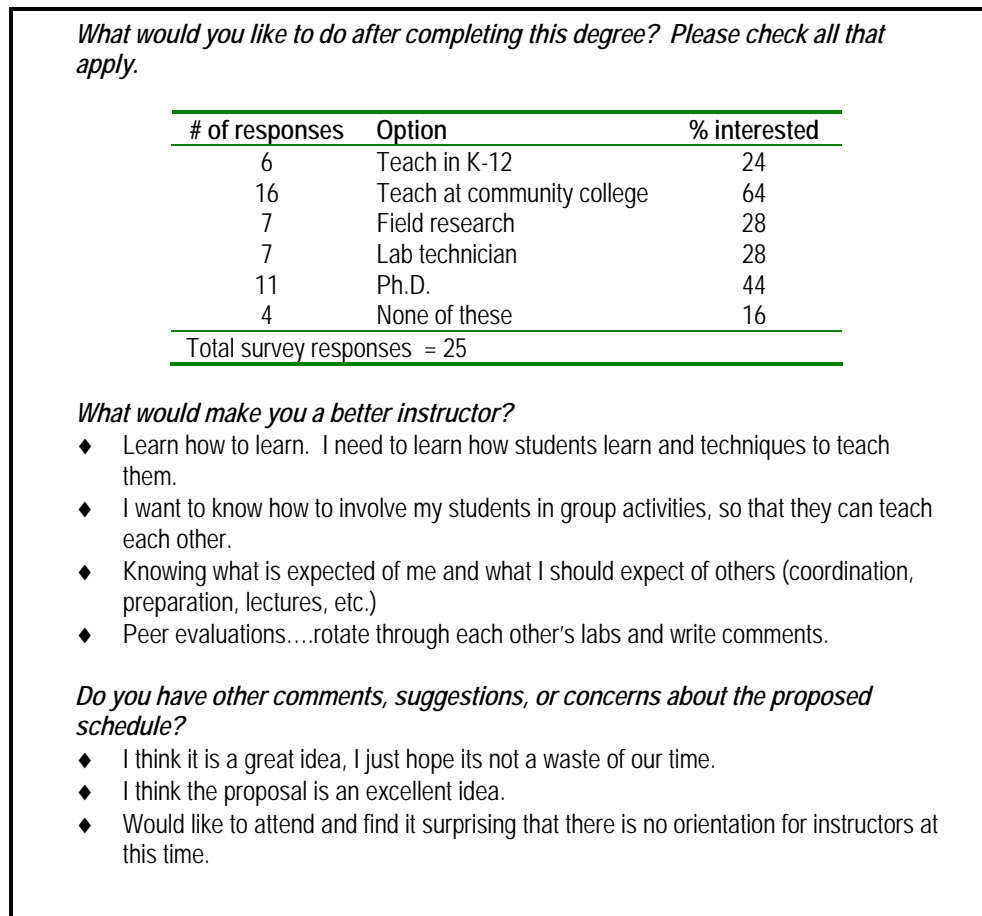 What would you like to do after completing this degree?  Please check all that
apply.
# of responses Option % interested
6 Teach in K-12 24
16 Teach at community college 64
7 Field research 28
7 Lab technician 28
11 Ph.D. 44
4 None of these 16
Total survey responses  = 25
What would make you a better instructor?
♦ Learn how to learn.  I need to learn how students learn and techniques to teach
them.
♦ I want to know how to involve my students in group activities, so that they can teach
each other.
♦ Knowing what is expected of me and what I should expect of others (coordination,
preparation, lectures, etc.)
♦ Peer evaluations….rotate through each other's labs and write comments.
Do you have other comments, suggestions, or concerns about the proposed
schedule?
♦ I think it is a great idea, I just hope its not a waste of our time.
♦ I think the proposal is an excellent idea.
♦ Would like to attend and find it surprising that there is no orientation for instructors at
this time.